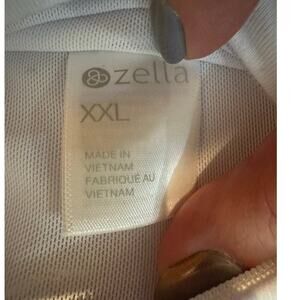 zella
XXL
MADE IN
VIETNAM
FABRIQUÉ AU
VIETNAM